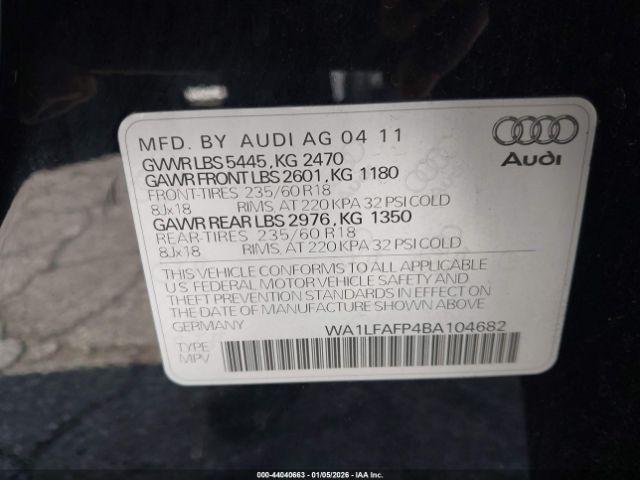 MFD. BY AUDI AG 04 11
GVWR LBS 5445, KG 2470
GAWR FRONT LBS 2601, KG 1180
FRONT-TIRES 235/60 R18
8Jx18 RIMS, AT 220 KPA 32 PSI COLD
GAWR REAR LBS 2976, KG 1350
REAR-TIRES 235/60 R18
8Jx18 RIMS, AT 220 KPA 32 PSI COLD
THIS VEHICLE CONFORMS TO ALL APPLICABLE
U.S. FEDERAL MOTOR VEHICLE SAFETY AND
THEFT PREVENTION STANDARDS IN EFFECT ON
THE DATE OF MANUFACTURE SHOWN ABOVE
GERMANY WA1LFAFP4BA104682
TYPE
MPV
Audi
000-44040663 - 01/05/2026 - IAA Inc.